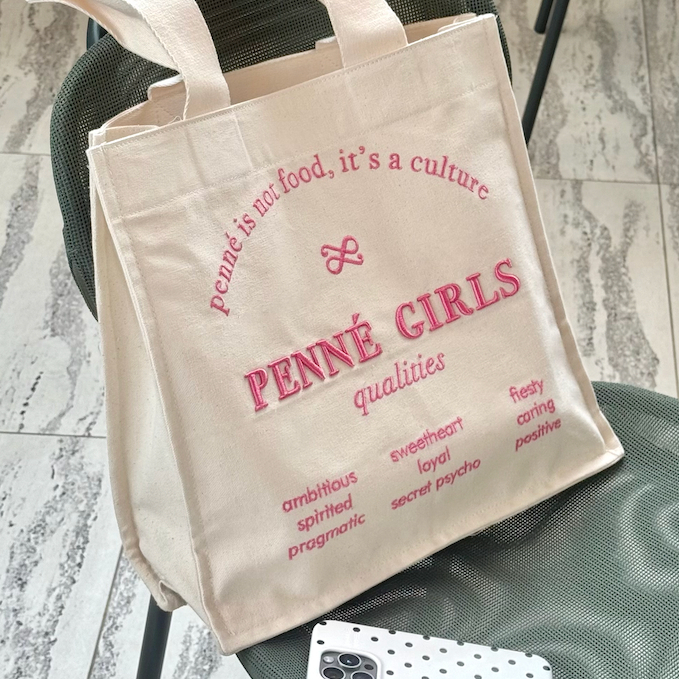 penné is not food, it's a culture
PENNÉ GIRLS
qualities
ambitious
spirited
pragmatic
sweetheart
loyal
secret psycho
fiesty
caring
positive